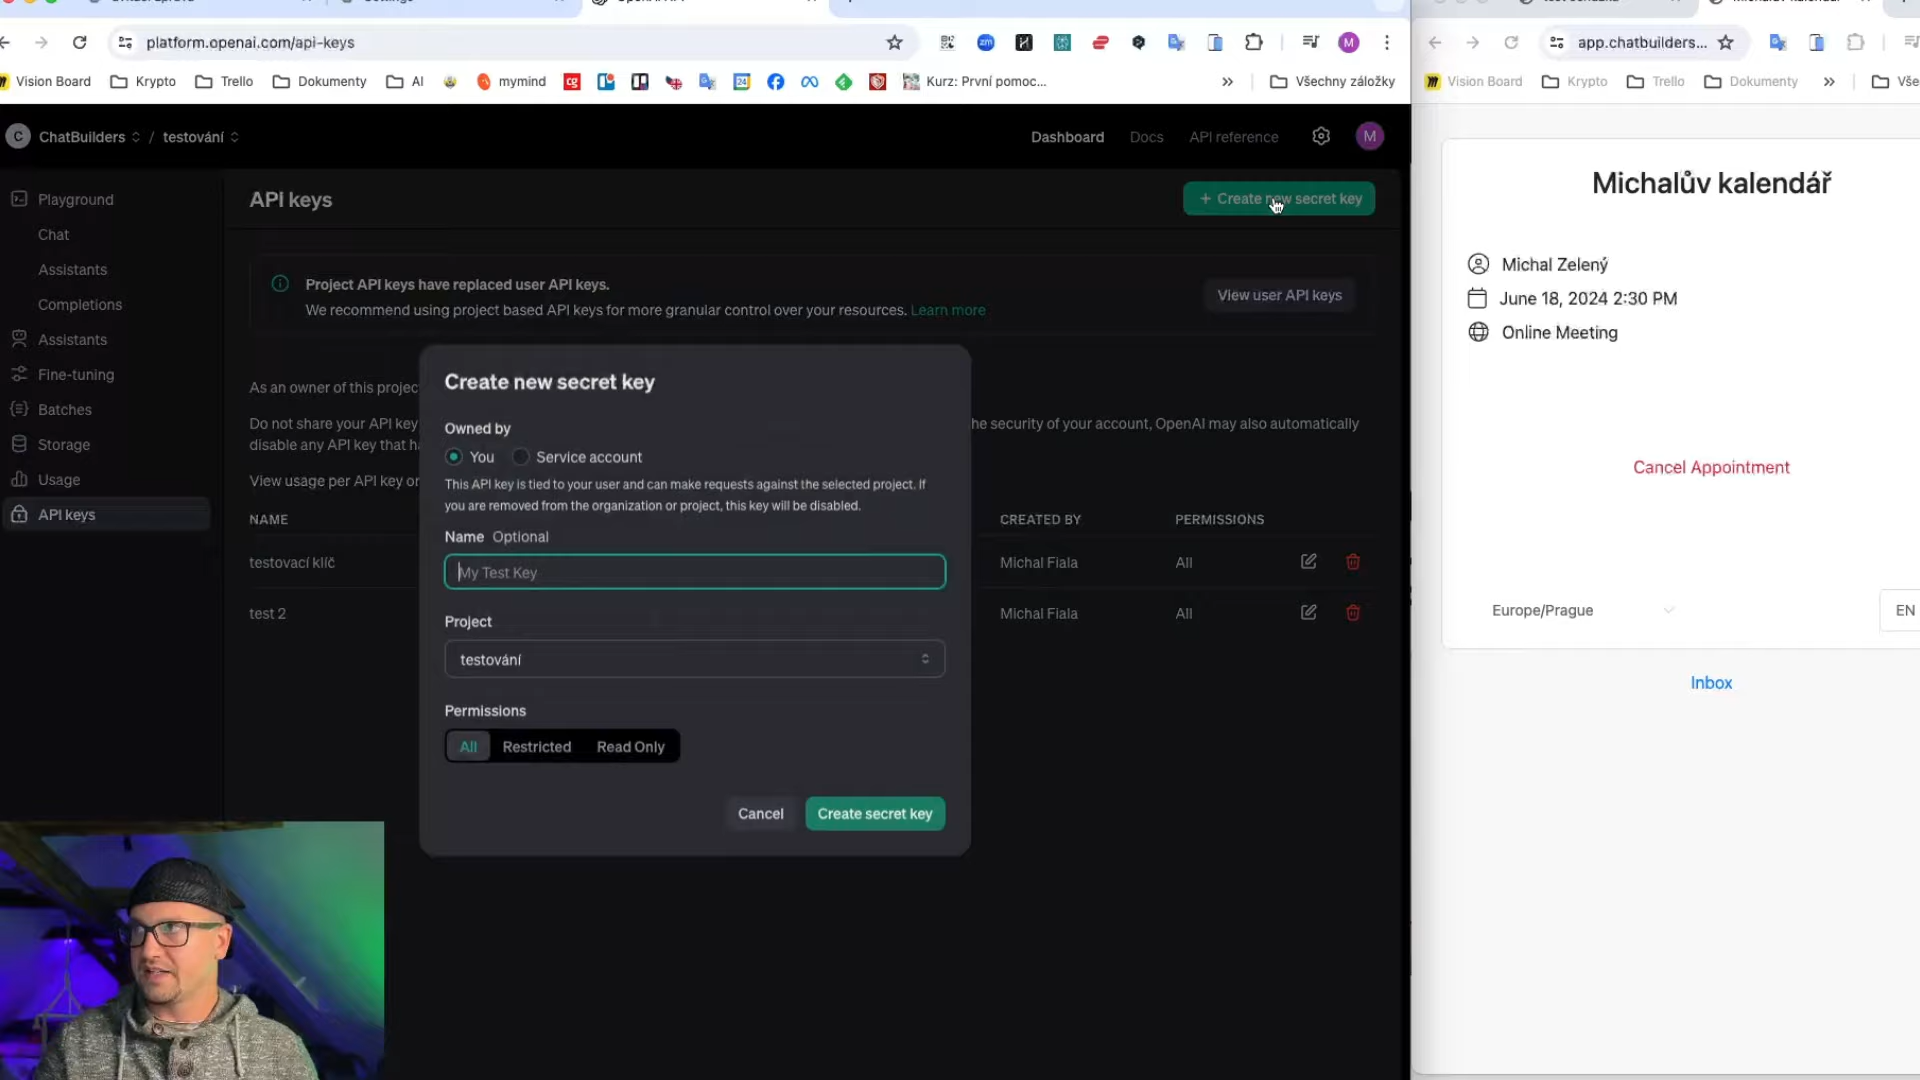 platform.openai.com/api-keys
Vision Board
Krypto
Trello
Dokumenty
AI
mymind
Kurz: První pomoc...
»
Všechny záložky
ChatBuilders / testování
Dashboard
Docs
API reference
M
Playground
Chat
Assistants
Completions
Assistants
Fine-tuning
Batches
Storage
Usage
API keys
API keys
+ Create new secret key
Project API keys have replaced user API keys.
We recommend using project based API keys for more granular control over your resources. Learn more
View user API keys
As an owner of this projec
Do not share your API key
he security of your account, OpenAI may also automatically
disable any API key that h
View usage per API key or
NAME
CREATED BY
PERMISSIONS
testovací klíč
Michal Fiala
All
test 2
Michal Fiala
All
Create new secret key
Owned by
You
Service account
This API key is tied to your user and can make requests against the selected project. If
you are removed from the organization or project, this key will be disabled.
Name Optional
My Test Key
Project
testování
Permissions
All
Restricted
Read Only
Cancel
Create secret key
app.chatbuilders...
Vision Board
Krypto
Trello
Dokumenty
»
Vše
Michalův kalendář
Michal Zelený
June 18, 2024 2:30 PM
Online Meeting
Cancel Appointment
Europe/Prague
EN
Inbox